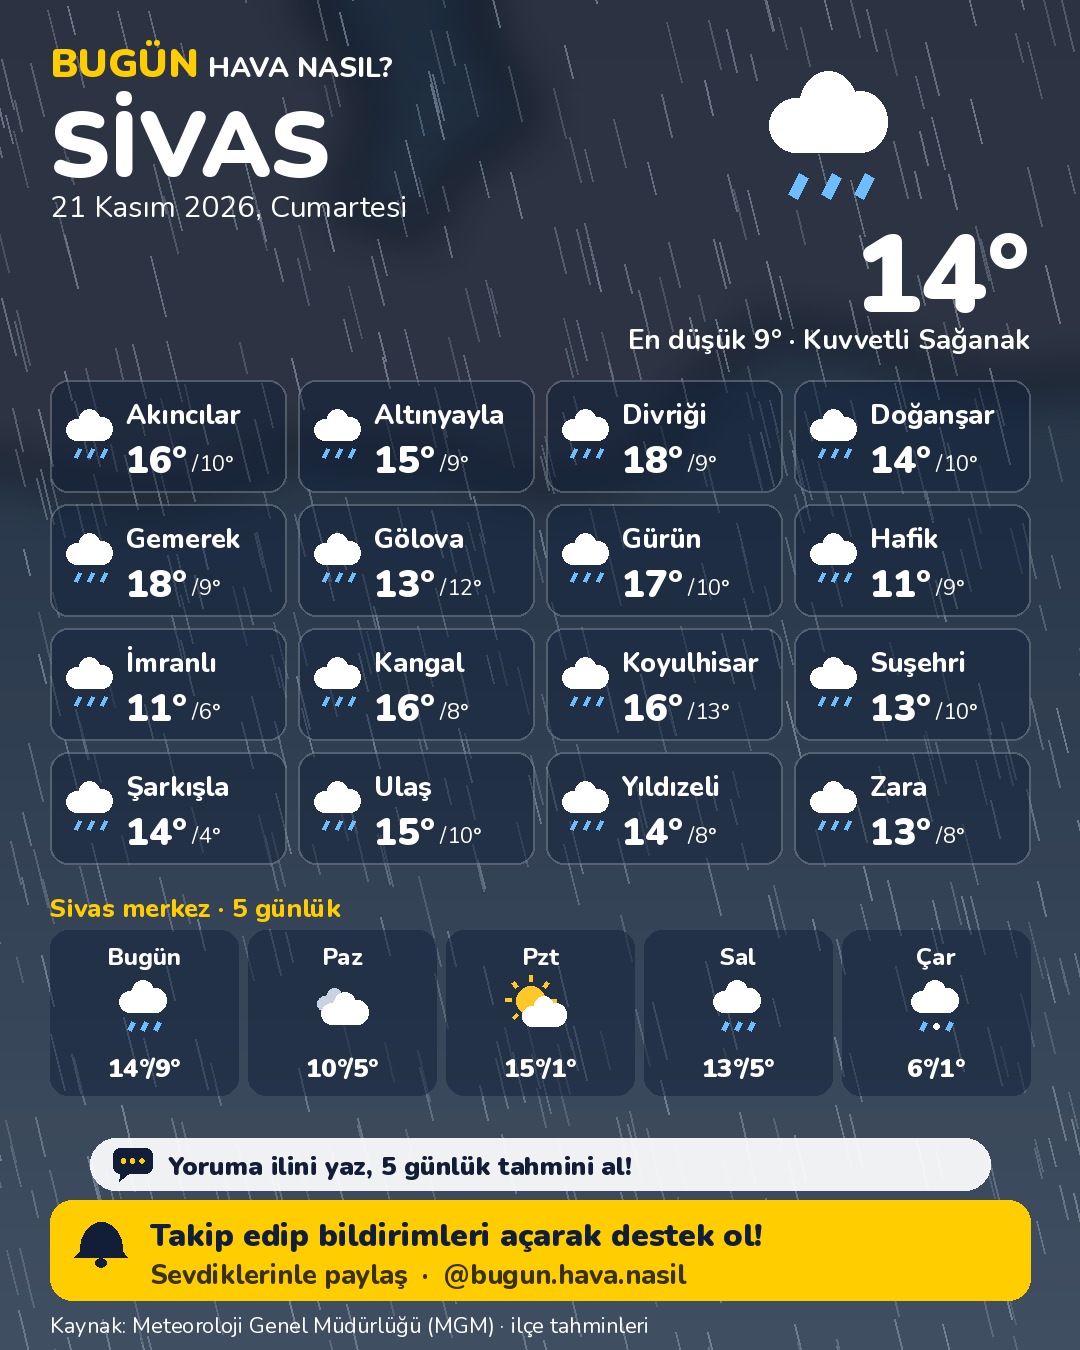 BUGÜN HAVA NASIL?
SİVAS
21 Kasım 2026, Cumartesi
14°
En düşük 9° · Kuvvetli Sağanak
Akıncılar
16° /10°
Altınyayla
15° /9°
Divriği
18° /9°
Doğanşar
14° /10°
Gemerek
18° /9°
Gölova
13° /12°
Gürün
17° /10°
Hafik
11° /9°
İmranlı
11° /6°
Kangal
16° /8°
Koyulhisar
16° /13°
Suşehri
13° /10°
Şarkışla
14° /4°
Ulaş
15° /10°
Yıldızeli
14° /8°
Zara
13° /8°
Sivas merkez · 5 günlük
Bugün
14°/9°
Paz
10°/5°
Pzt
15°/1°
Sal
13°/5°
Çar
6°/1°
Yoruma ilini yaz, 5 günlük tahmini al!
Takip edip bildirimleri açarak destek ol!
Sevdiklerinle paylaş · @bugun.hava.nasil
Kaynak: Meteoroloji Genel Müdürlüğü (MGM) · ilçe tahminleri